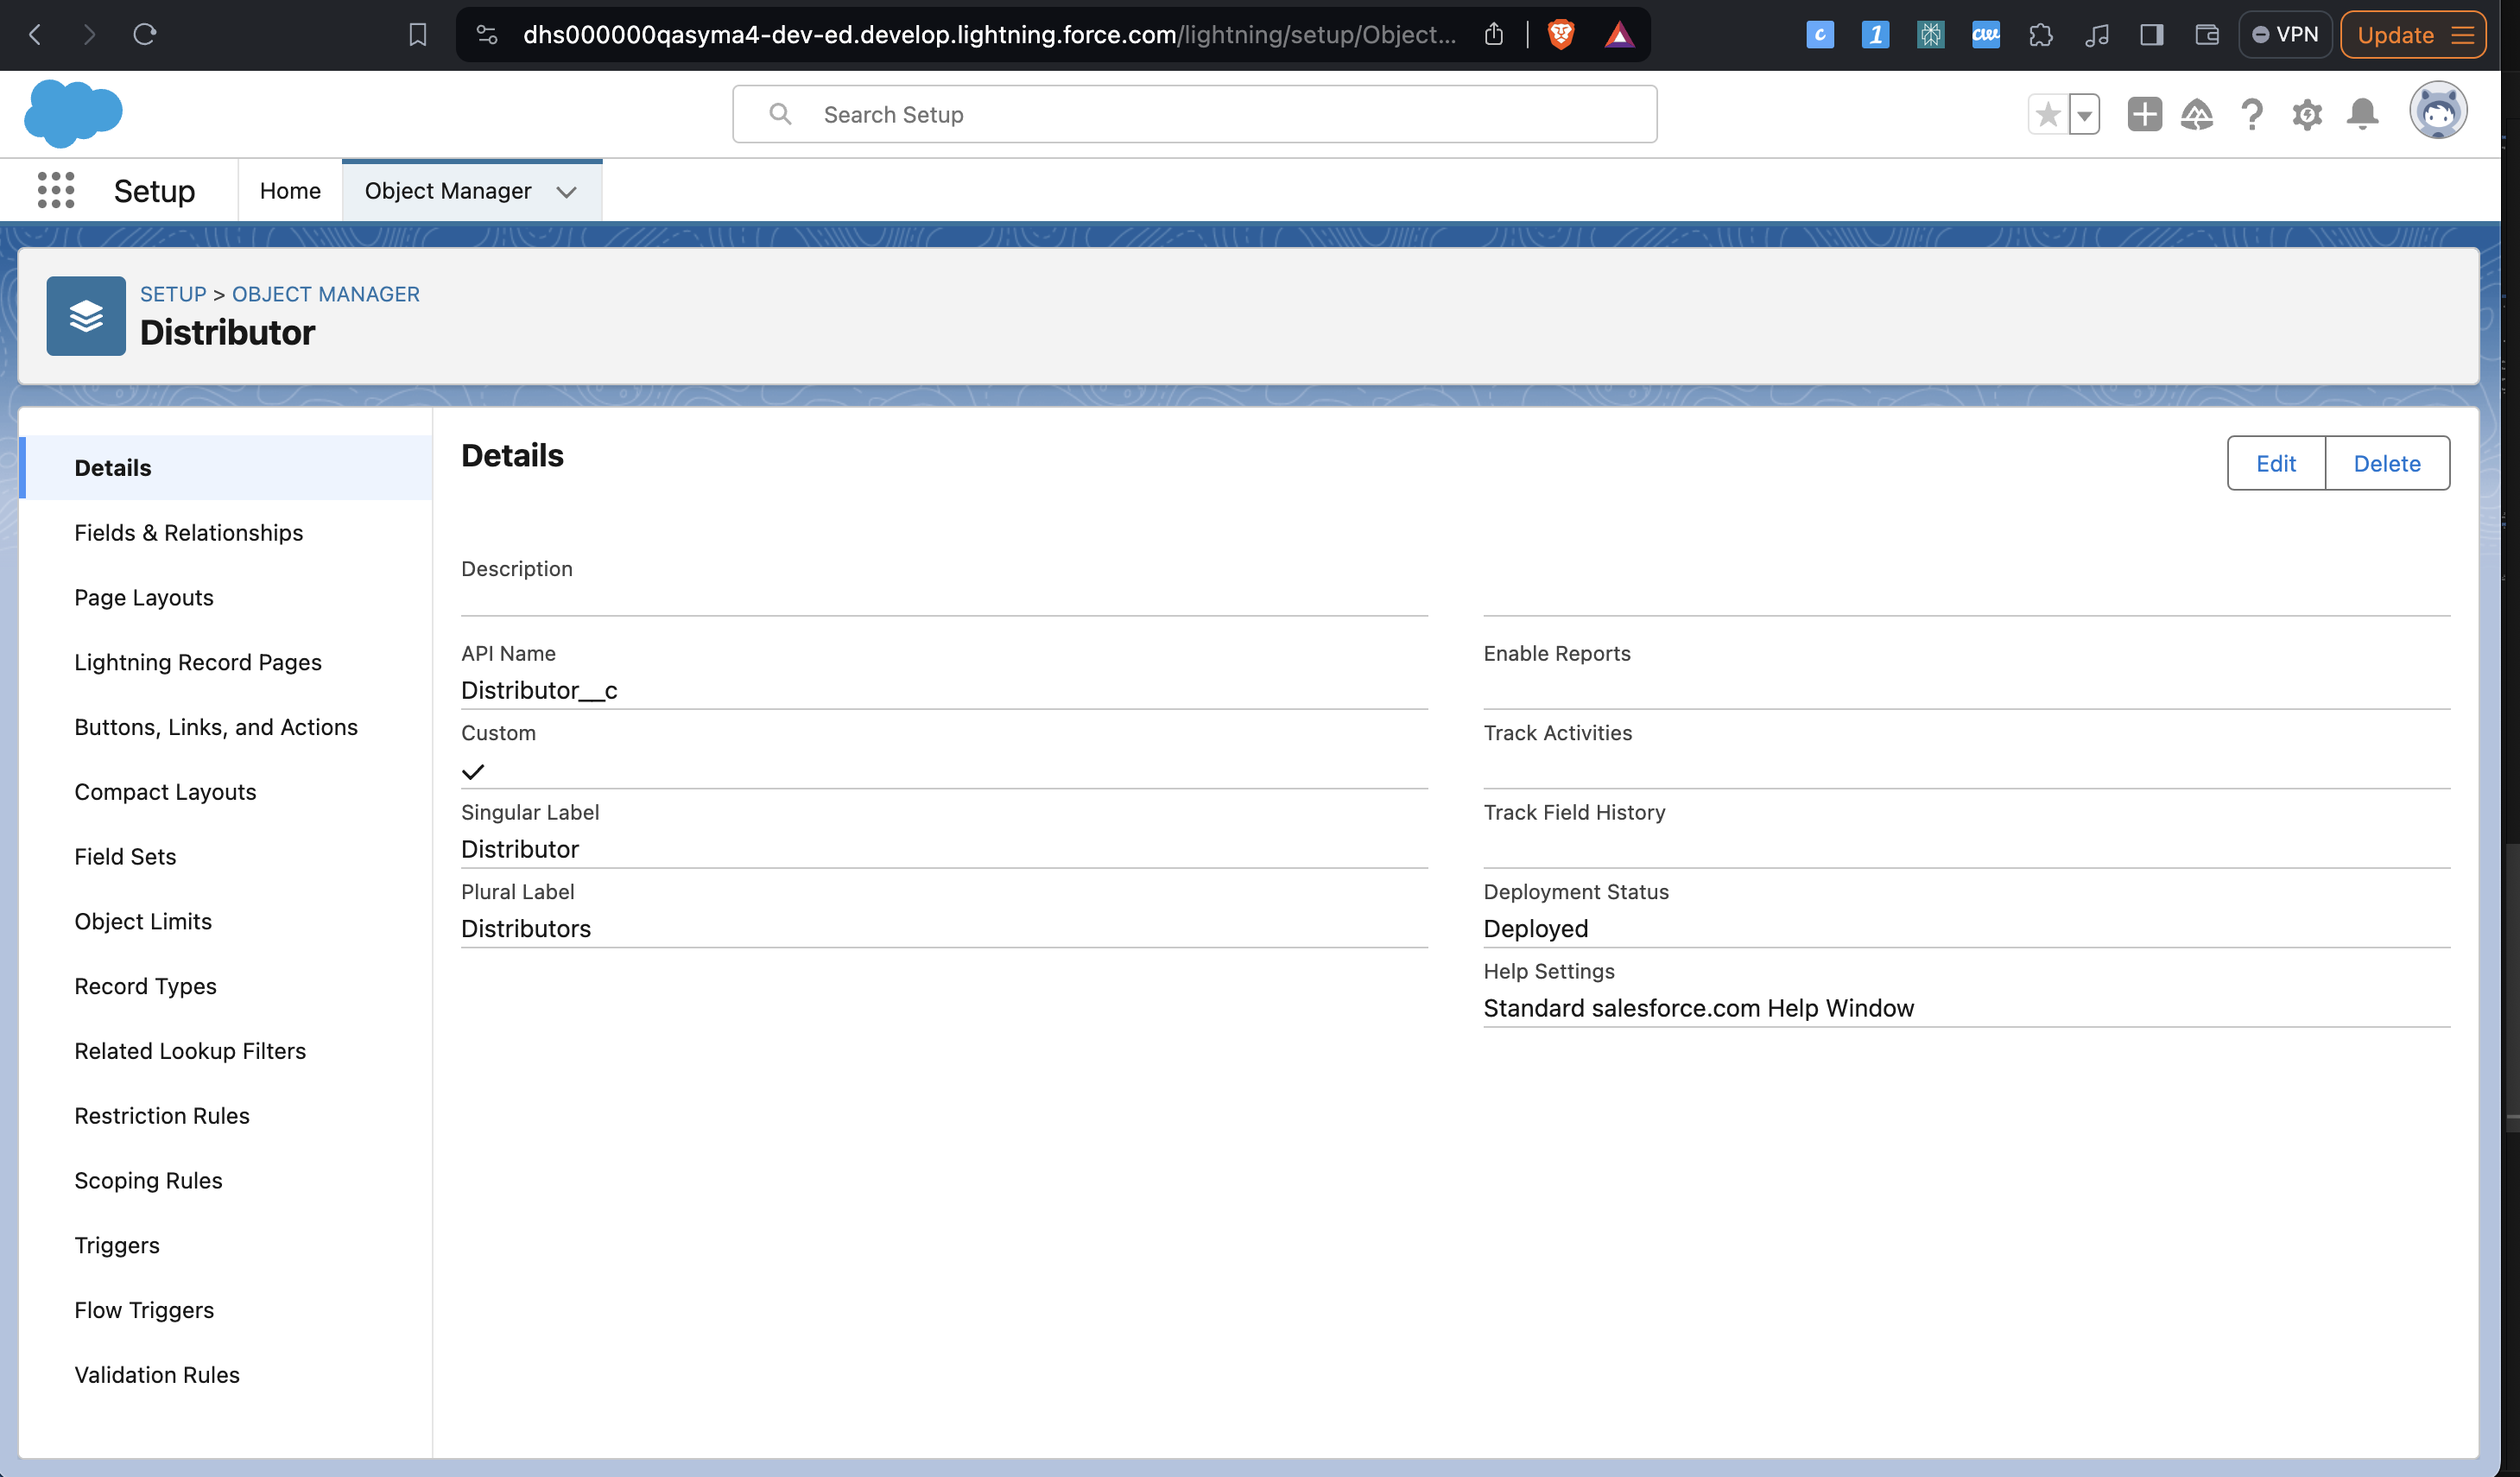 dhs000000qasyma4-dev-ed.develop.lightning.force.com/lightning/setup/Object...
c
1
cw
VPN
Update
Search Setup
Setup
Home
Object Manager
SETUP > OBJECT MANAGER
Distributor
Details
Fields & Relationships
Page Layouts
Lightning Record Pages
Buttons, Links, and Actions
Compact Layouts
Field Sets
Object Limits
Record Types
Related Lookup Filters
Restriction Rules
Scoping Rules
Triggers
Flow Triggers
Validation Rules
Details
Edit
Delete
Description
API Name
Distributor__c
Custom
Singular Label
Distributor
Plural Label
Distributors
Enable Reports
Track Activities
Track Field History
Deployment Status
Deployed
Help Settings
Standard salesforce.com Help Window